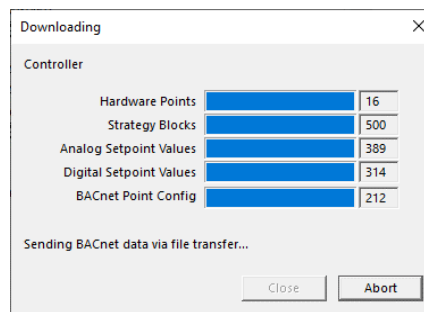 Downloading
Controller
Hardware Points 16
Strategy Blocks 500
Analog Setpoint Values 389
Digital Setpoint Values 314
BACnet Point Config 212
Sending BACnet data via file transfer...
Close Abort